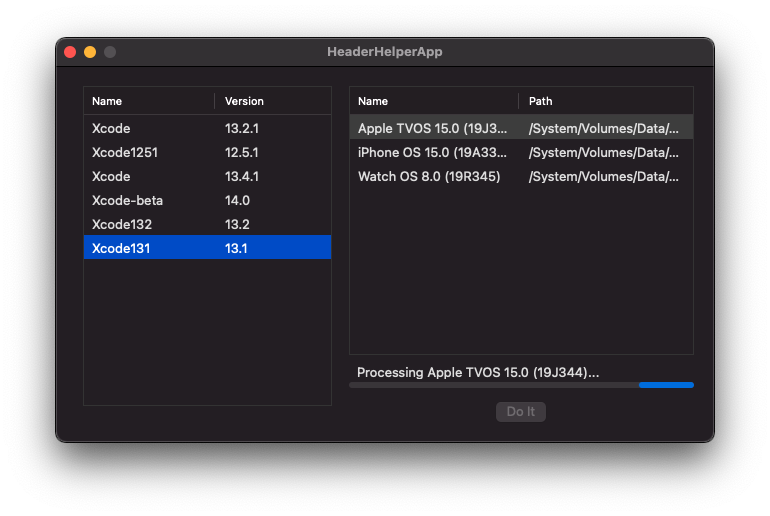 HeaderHelperApp
Name Version
Xcode 13.2.1
Xcode1251 12.5.1
Xcode 13.4.1
Xcode-beta 14.0
Xcode132 13.2
Xcode131 13.1
Name Path
Apple TVOS 15.0 (19J3... /System/Volumes/Data/...
iPhone OS 15.0 (19A33... /System/Volumes/Data/...
Watch OS 8.0 (19R345) /System/Volumes/Data/...
Processing Apple TVOS 15.0 (19J344)...
Do It